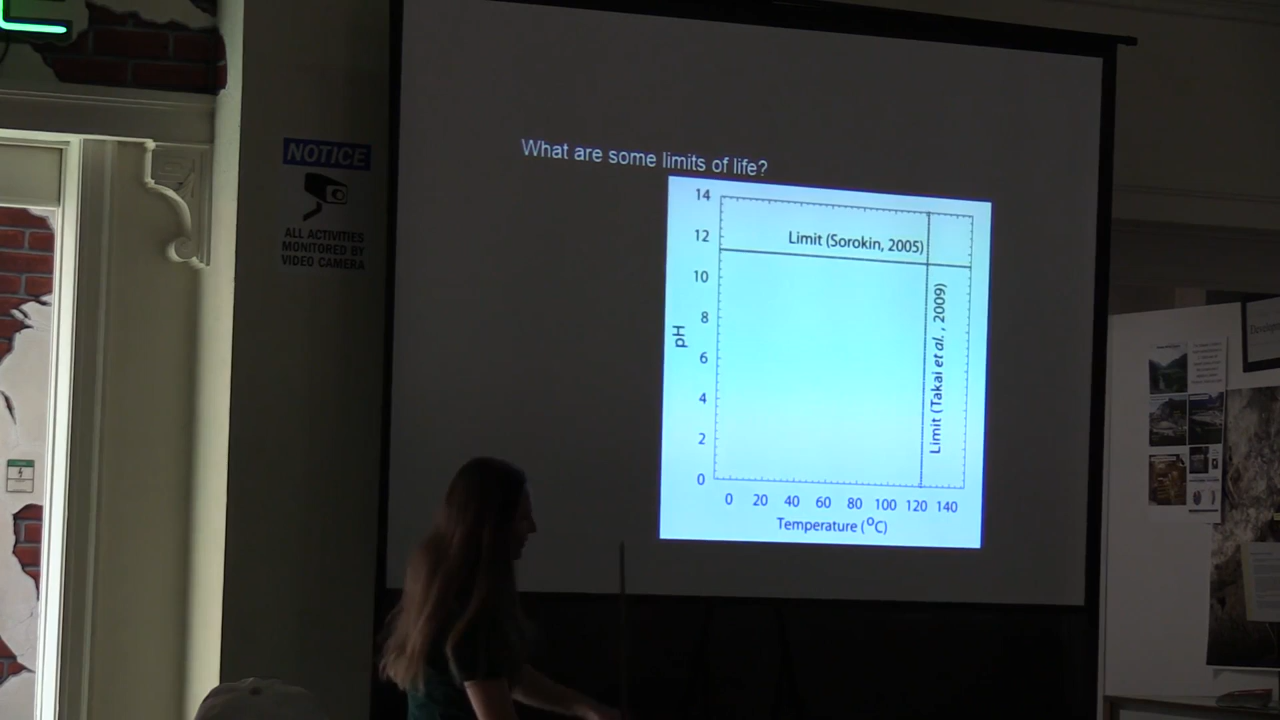 NOTICE
ALL ACTIVITIES
MONITORED BY
VIDEO CAMERA
What are some limits of life?
14
12
10
8
6
4
2
0
pH
Limit (Sorokin, 2005)
Limit (Takai et al. , 2009)
0 20 40 60 80 100 120 140
Temperature (°C)